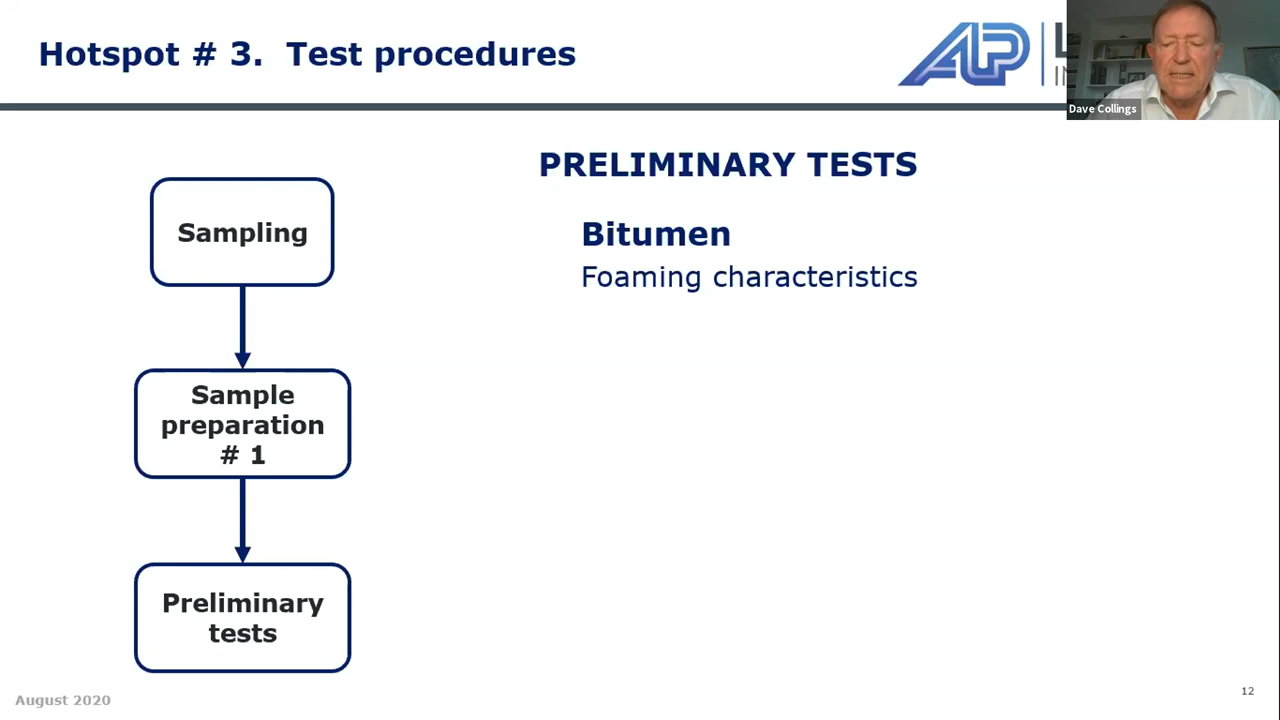 Hotspot # 3. Test procedures
ALP
Dave Collings
PRELIMINARY TESTS
Bitumen
Foaming characteristics
Sampling
Sample
preparation
# 1
Preliminary
tests
August 2020
12